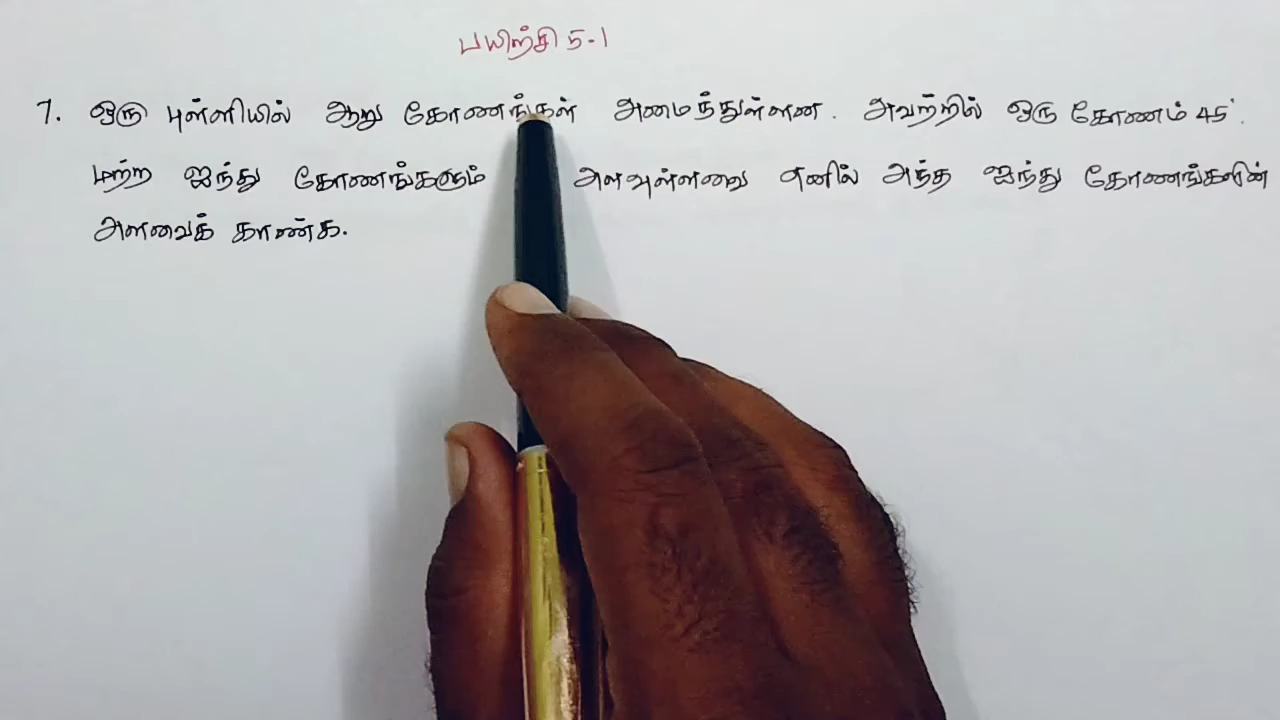 பயிற்சி 5-1
7. ஒரு புள்ளியில் ஆறு கோணங்கள் அமைந்துள்ளன. அவற்றில் ஒரு கோணம் 45°.
மற்ற ஐந்து கோணங்களும் அளவுள்ளவை எனில் அந்த ஐந்து கோணங்களின்
அளவைக் காண்க.